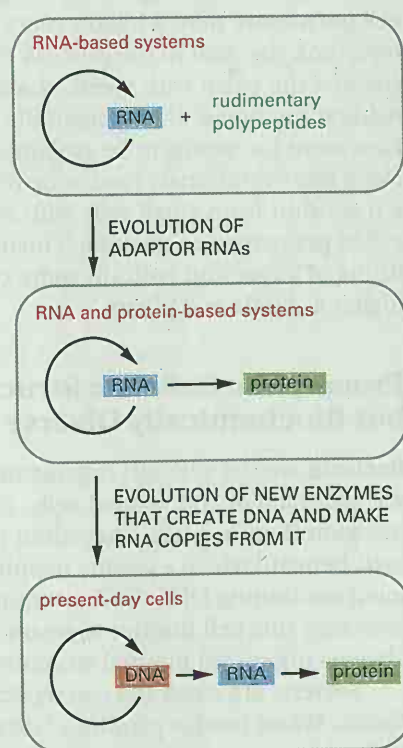 RNA-based systems
RNA + rudimentary
polypeptides
EVOLUTION OF
ADAPTOR RNAs
RNA and protein-based systems
RNA protein
EVOLUTION OF NEW ENZYMES
THAT CREATE DNA AND MAKE
RNA COPIES FROM IT
present-day cells
DNA RNA protein